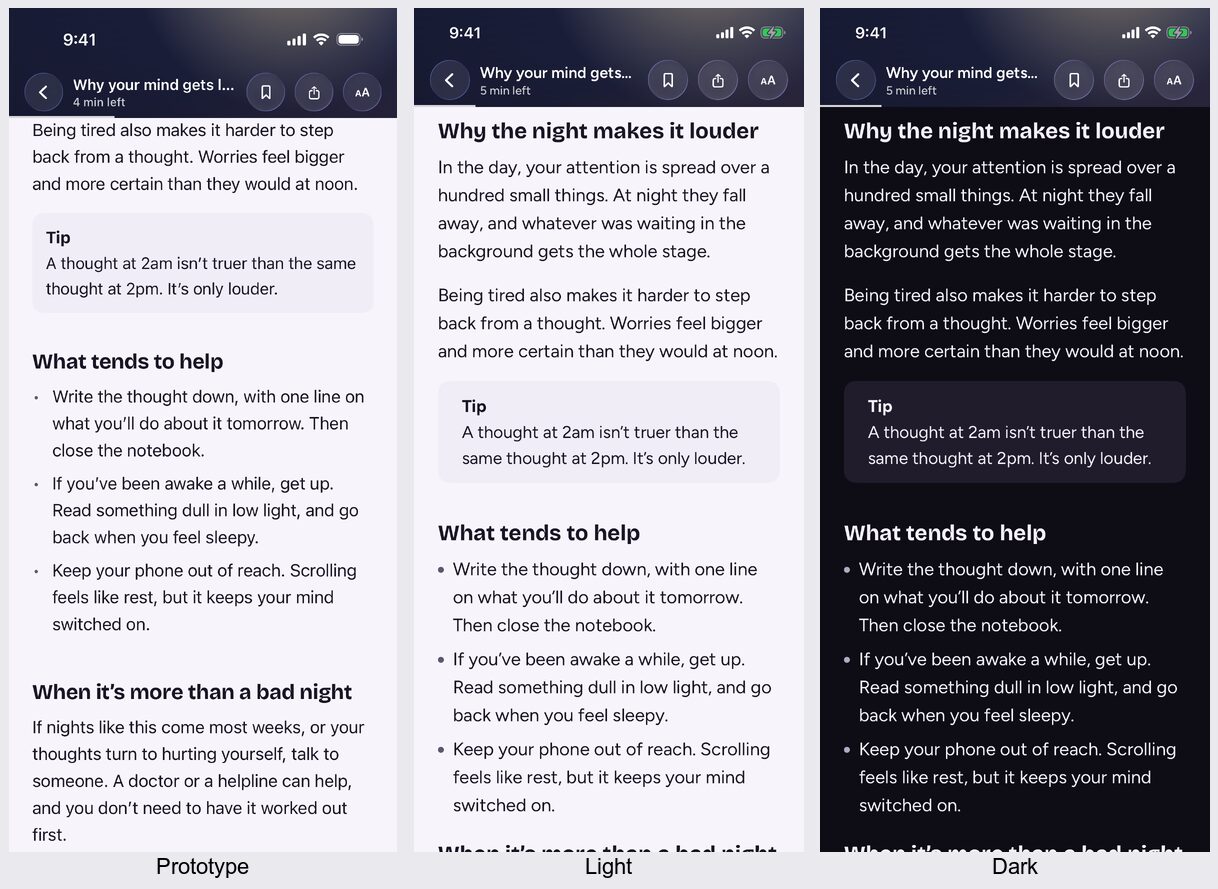 9:41
Why your mind gets l...
4 min left
AA
Being tired also makes it harder to step
back from a thought. Worries feel bigger
and more certain than they would at noon.
Tip
A thought at 2am isn’t truer than the same
thought at 2pm. It’s only louder.
What tends to help
• Write the thought down, with one line on
what you’ll do about it tomorrow. Then
close the notebook.
• If you’ve been awake a while, get up.
Read something dull in low light, and go
back when you feel sleepy.
• Keep your phone out of reach. Scrolling
feels like rest, but it keeps your mind
switched on.
When it’s more than a bad night
If nights like this come most weeks, or your
thoughts turn to hurting yourself, talk to
someone. A doctor or a helpline can help,
and you don’t need to have it worked out
first.
Prototype
9:41
Why your mind gets...
5 min left
AA
Why the night makes it louder
In the day, your attention is spread over a
hundred small things. At night they fall
away, and whatever was waiting in the
background gets the whole stage.
Being tired also makes it harder to step
back from a thought. Worries feel bigger
and more certain than they would at noon.
Tip
A thought at 2am isn’t truer than the
same thought at 2pm. It’s only louder.
What tends to help
• Write the thought down, with one line
on what you’ll do about it tomorrow.
Then close the notebook.
• If you’ve been awake a while, get up.
Read something dull in low light, and go
back when you feel sleepy.
• Keep your phone out of reach. Scrolling
feels like rest, but it keeps your mind
switched on.
When it’s more than a bad night
Light
9:41
Why your mind gets...
5 min left
AA
Why the night makes it louder
In the day, your attention is spread over a
hundred small things. At night they fall
away, and whatever was waiting in the
background gets the whole stage.
Being tired also makes it harder to step
back from a thought. Worries feel bigger
and more certain than they would at noon.
Tip
A thought at 2am isn’t truer than the
same thought at 2pm. It’s only louder.
What tends to help
• Write the thought down, with one line
on what you’ll do about it tomorrow.
Then close the notebook.
• If you’ve been awake a while, get up.
Read something dull in low light, and go
back when you feel sleepy.
• Keep your phone out of reach. Scrolling
feels like rest, but it keeps your mind
switched on.
When it’s more than a bad night
Dark